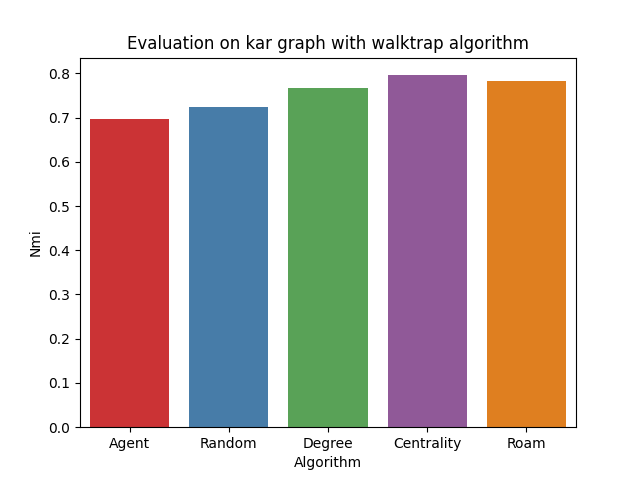 Evaluation on kar graph with walktrap algorithm
Nmi
0.8
0.7
0.6
0.5
0.4
0.3
0.2
0.1
0.0
Agent Random Degree Centrality Roam
Algorithm